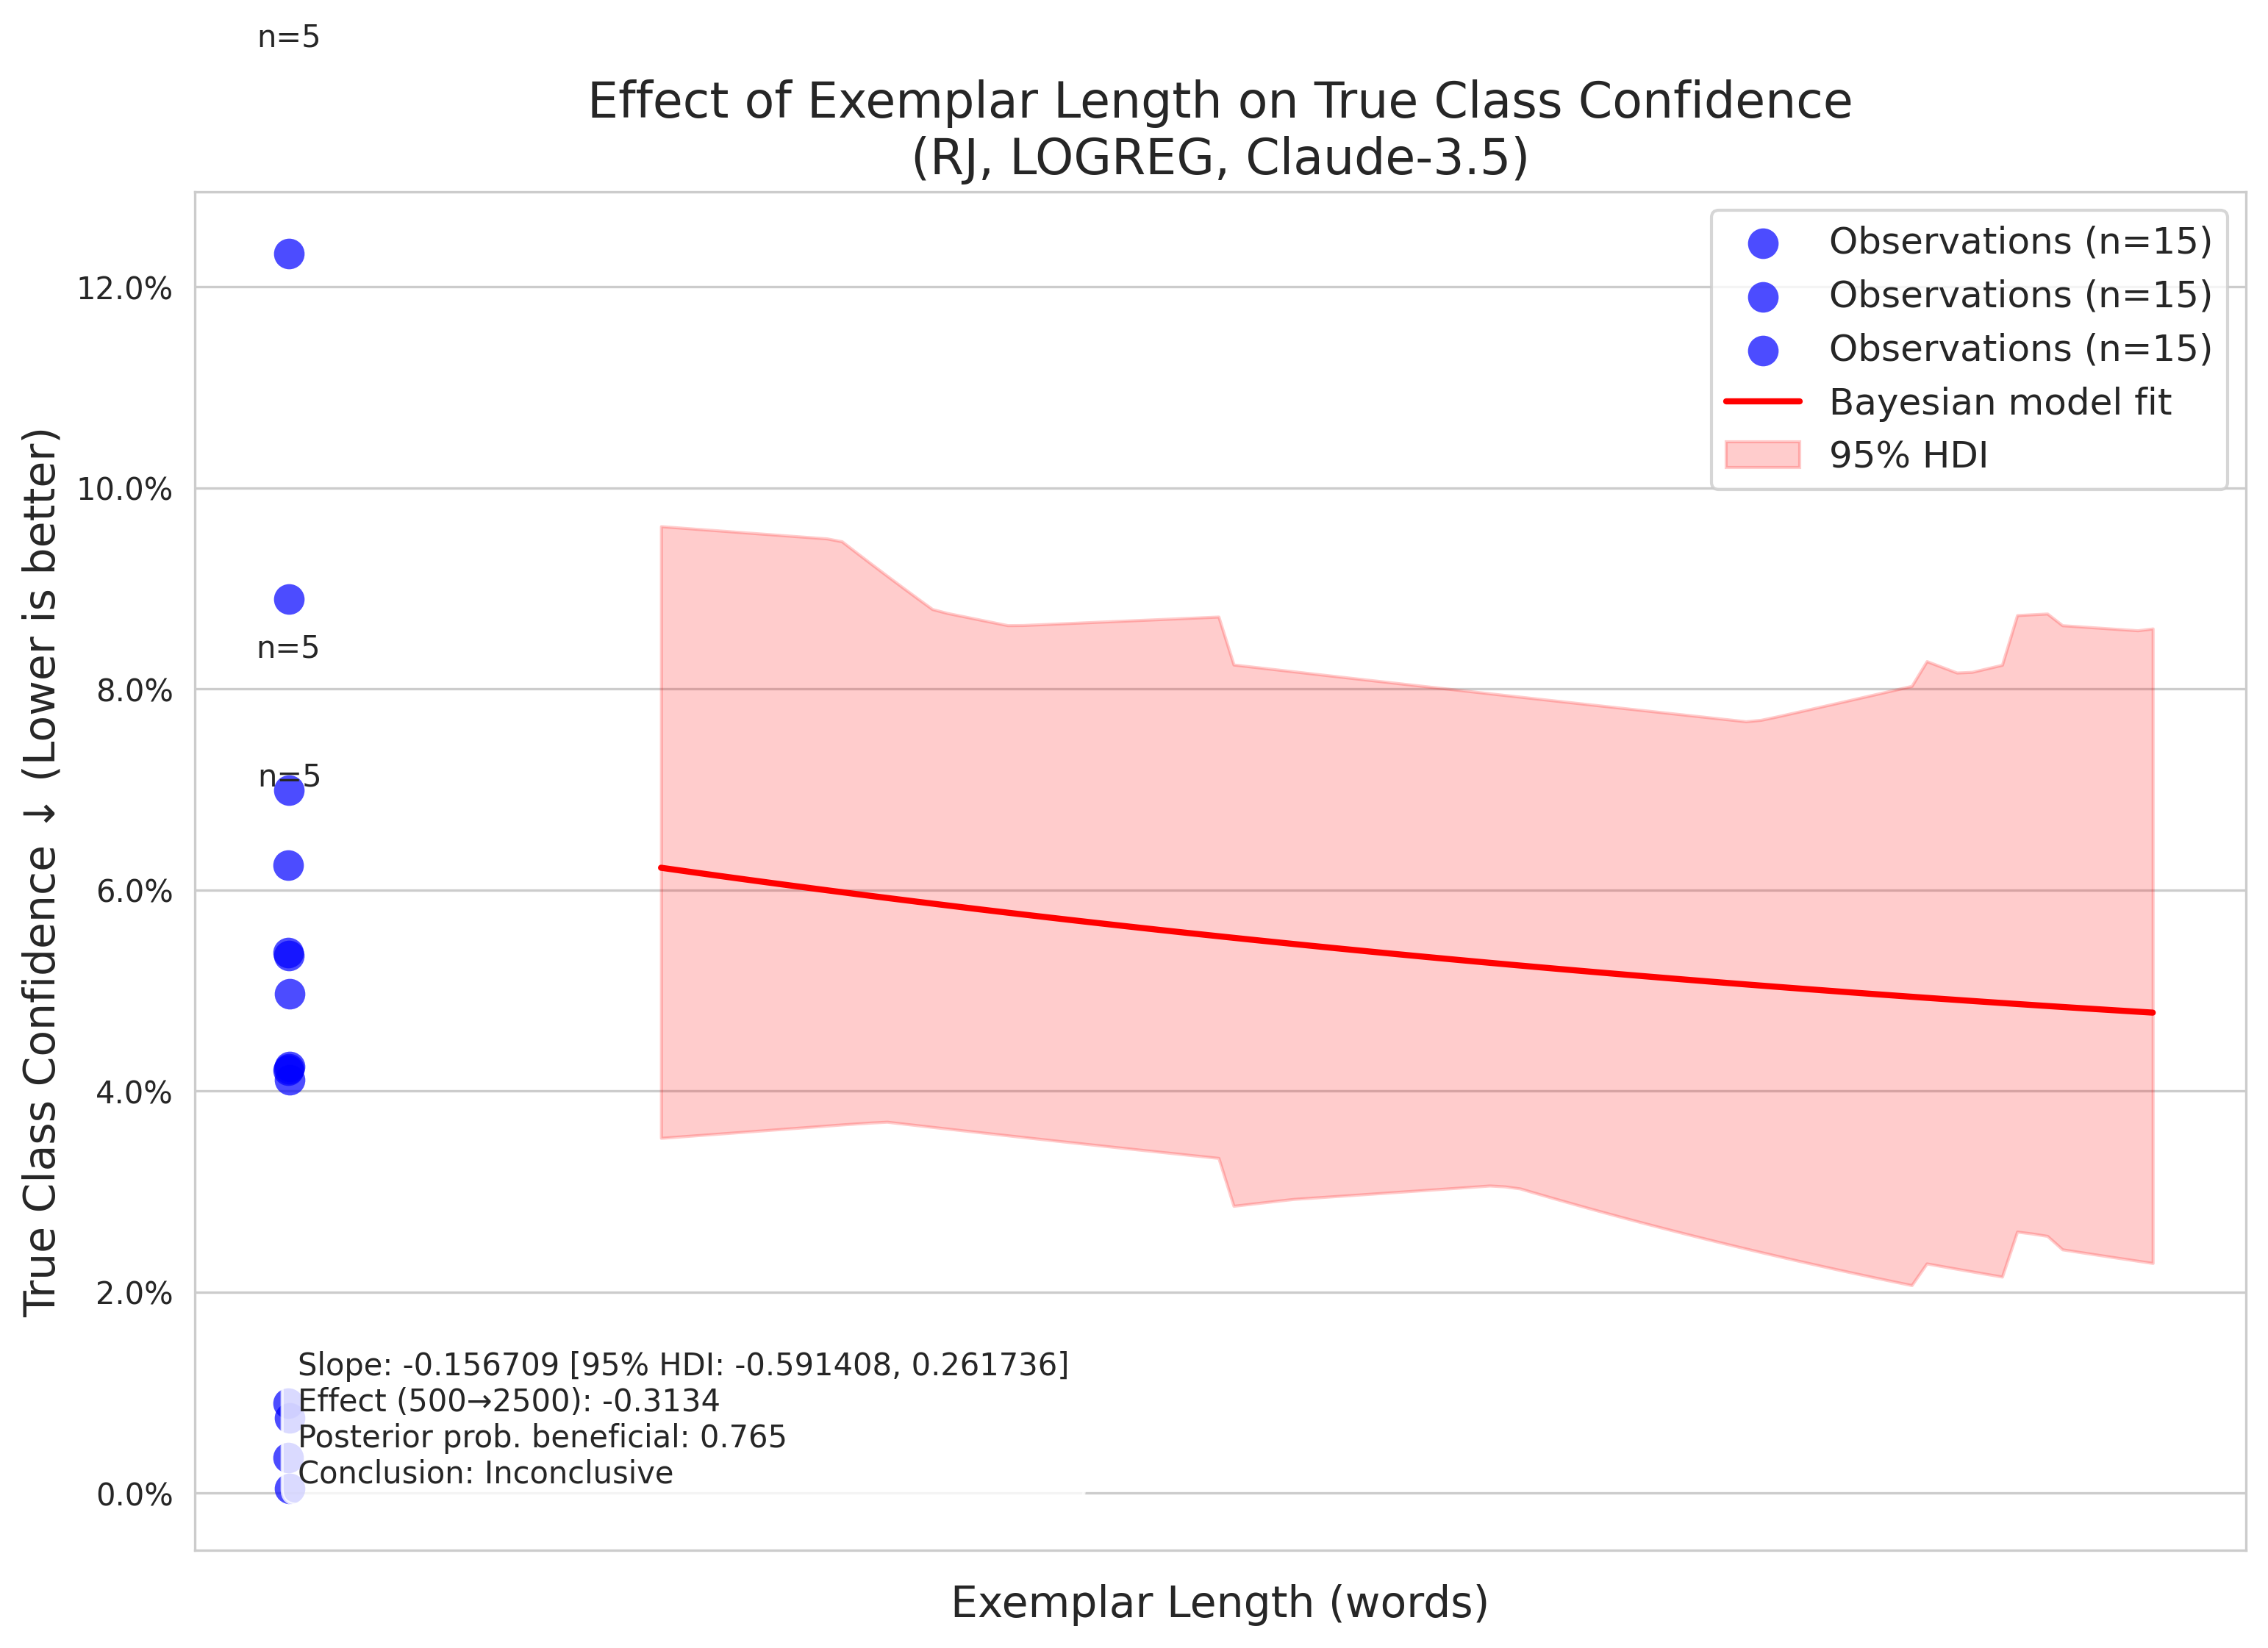 n=5
Effect of Exemplar Length on True Class Confidence
(RJ, LOGREG, Claude-3.5)
Observations (n=15)
Observations (n=15)
Observations (n=15)
Bayesian model fit
95% HDI
12.0%
10.0%
8.0%
6.0%
4.0%
2.0%
0.0%
True Class Confidence ↓ (Lower is better)
n=5
n=5
Slope: -0.156709 [95% HDI: -0.591408, 0.261736]
Effect (500→2500): -0.3134
Posterior prob. beneficial: 0.765
Conclusion: Inconclusive
Exemplar Length (words)